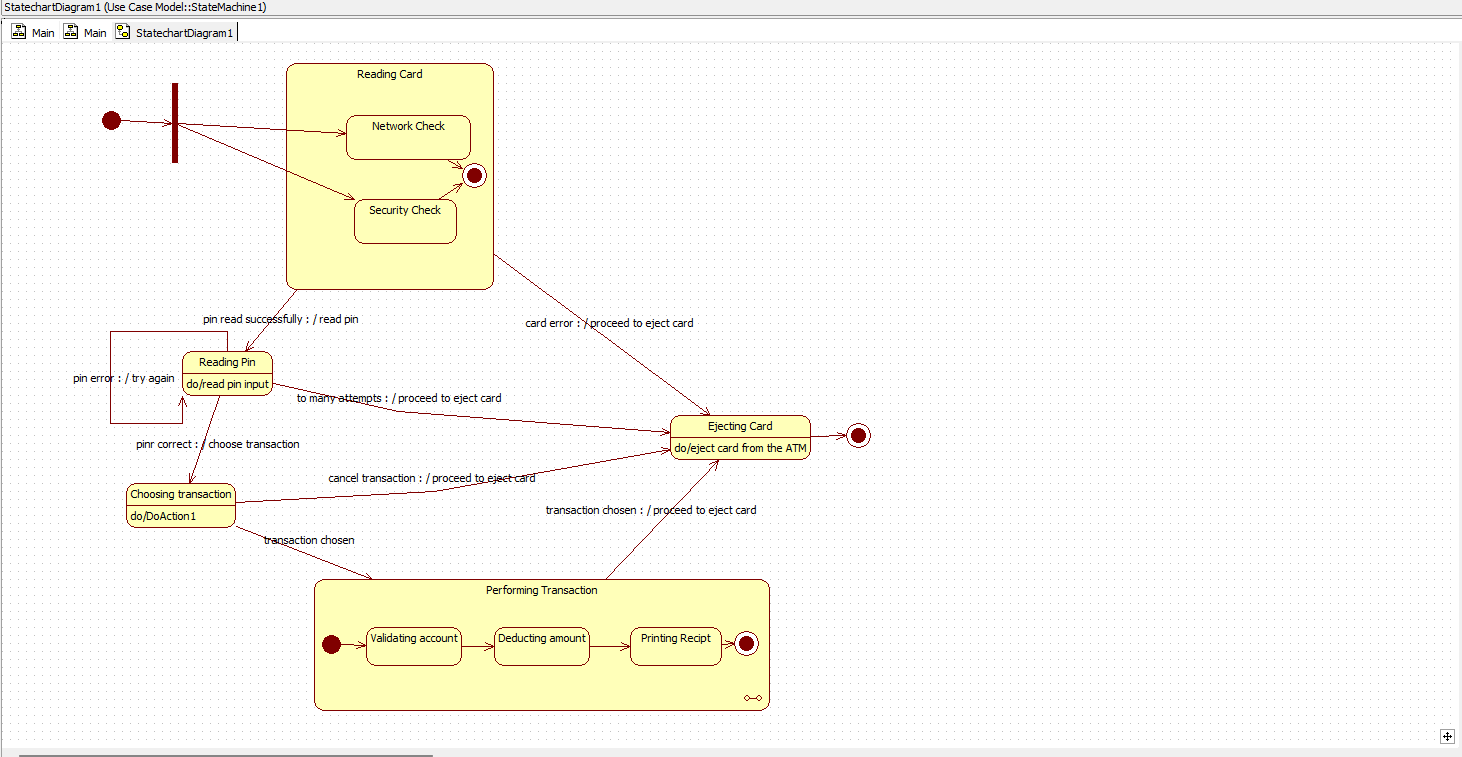 StatechartDiagram1 (Use Case Model::StateMachine1)
Main Main StatechartDiagram1
Reading Card
Network Check
Security Check
pin read successfully : / read pin
card error : / proceed to eject card
Reading Pin
do/read pin input
pin error : / try again
to many attempts : / proceed to eject card
Ejecting Card
do/eject card from the ATM
pinr correct : / choose transaction
cancel transaction : / proceed to eject card
Choosing transaction
do/DoAction1
transaction chosen : / proceed to eject card
transaction chosen
Performing Transaction
Validating account
Deducting amount
Printing Recipt